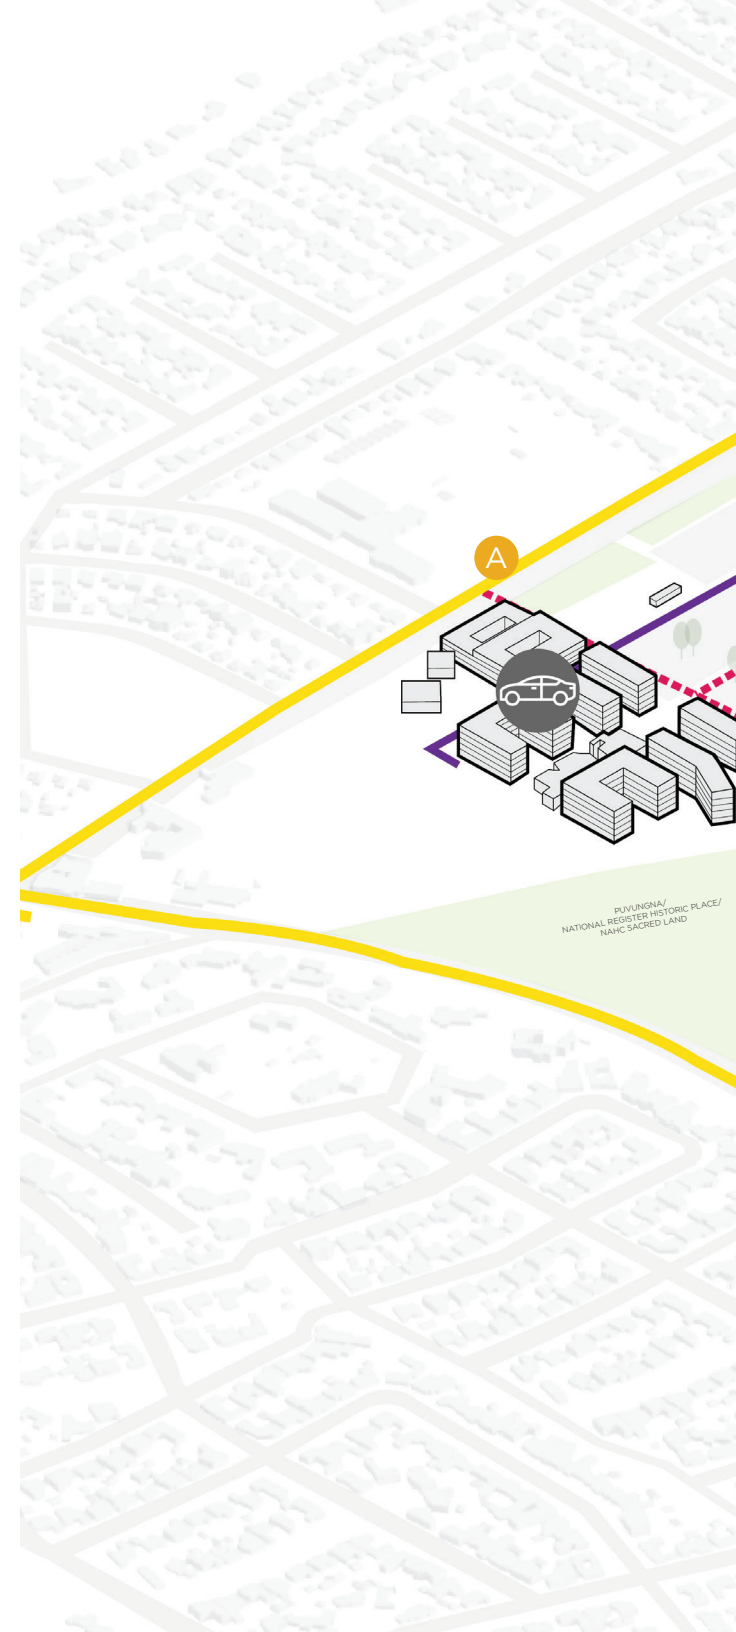 A
PUVUNGNA/
NATIONAL REGISTER HISTORIC PLACE/
NAHC SACRED LAND